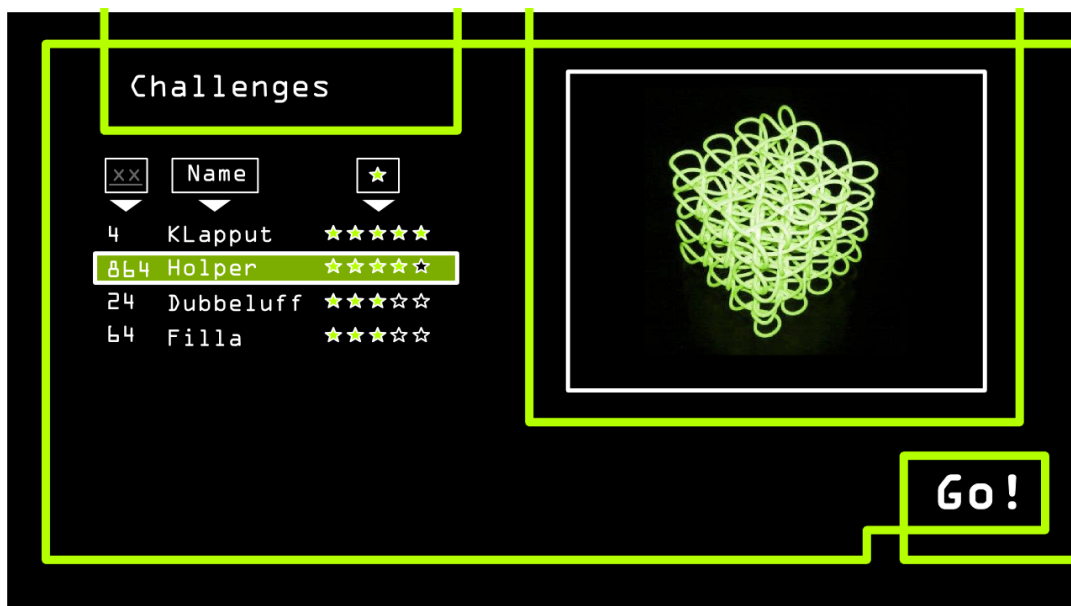 Challenges
xx Name
4 KLapput
864 Holper
24 Dubbeluff
64 Filla
Go!